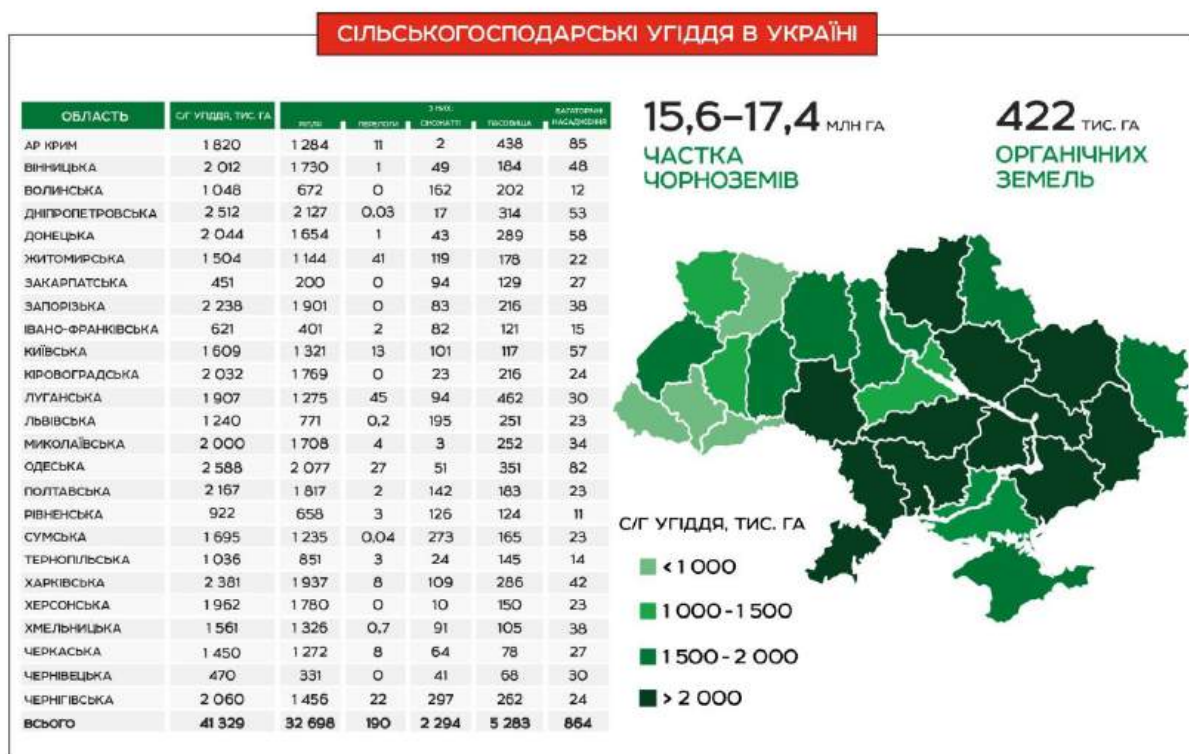 СІЛЬСЬКОГОСПОДАРСЬКІ УГІДДЯ В УКРАЇНІ
ОБЛАСТЬ С/Г УГІДДЯ, ТИС. ГА З НИХ:
РІЛЛЯ ПЕРЕЛОГИ СІНОЖАТТІ ПАСОВИЩА БАГАТОРІЧНІ НАСАДЖЕННЯ
АР КРИМ 1 820 1 284 11 2 438 85
ВІННИЦЬКА 2 012 1 730 1 49 184 48
ВОЛИНСЬКА 1 048 672 0 162 202 12
ДНІПРОПЕТРОВСЬКА 2 512 2 127 0,03 17 314 53
ДОНЕЦЬКА 2 044 1 654 1 43 289 58
ЖИТОМИРСЬКА 1 504 1 144 41 119 178 22
ЗАКАРПАТСЬКА 451 200 0 94 129 27
ЗАПОРІЗЬКА 2 238 1 901 0 83 216 38
ІВАНО-ФРАНКІВСЬКА 621 401 2 82 121 15
КИЇВСЬКА 1 609 1 321 13 101 117 57
КІРОВОГРАДСЬКА 2 032 1 769 0 23 216 24
ЛУГАНСЬКА 1 907 1 275 45 94 462 30
ЛЬВІВСЬКА 1 240 771 0,2 195 251 23
МИКОЛАЇВСЬКА 2 000 1 708 4 3 252 34
ОДЕСЬКА 2 588 2 077 27 51 351 82
ПОЛТАВСЬКА 2 167 1 817 2 142 183 23
РІВНЕНСЬКА 922 658 3 126 124 11
СУМСЬКА 1 695 1 235 0,04 273 165 23
ТЕРНОПІЛЬСЬКА 1 036 851 3 24 145 14
ХАРКІВСЬКА 2 381 1 937 8 109 286 42
ХЕРСОНСЬКА 1 962 1 780 0 10 150 23
ХМЕЛЬНИЦЬКА 1 561 1 326 0,7 91 105 38
ЧЕРКАСЬКА 1 450 1 272 8 64 78 27
ЧЕРНІВЕЦЬКА 470 331 0 41 68 30
ЧЕРНІГІВСЬКА 2 060 1 456 22 297 262 24
ВСЬОГО 41 329 32 698 190 2 294 5 283 864
15,6–17,4 МЛН ГА
ЧАСТКА
ЧОРНОЗЕМІВ
422 ТИС. ГА
ОРГАНІЧНИХ
ЗЕМЕЛЬ
С/Г УГІДДЯ, ТИС. ГА
< 1 000
1 000 - 1 500
1 500 - 2 000
> 2 000